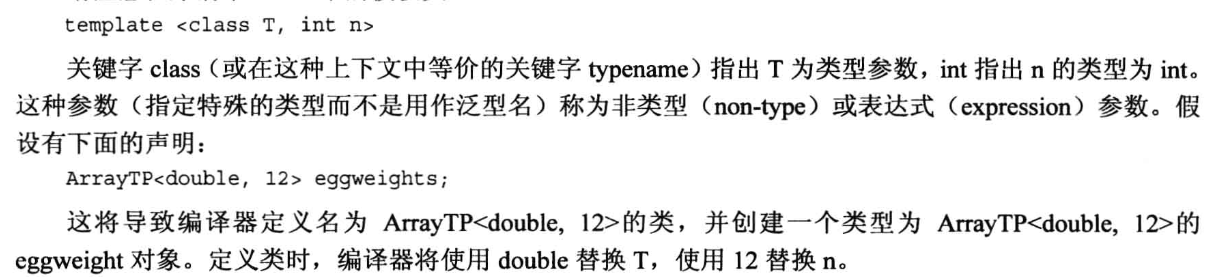 template <class T, int n>
关键字 class（或在这种上下文中等价的关键字 typename）指出 T 为类型参数，int 指出 n 的类型为 int。
这种参数（指定特殊的类型而不是用作泛型名）称为非类型（non-type）或表达式（expression）参数。假
设有下面的声明：
ArrayTP<double, 12> eggweights;
这将导致编译器定义名为 ArrayTP<double, 12>的类，并创建一个类型为 ArrayTP<double, 12>的
eggweight 对象。定义类时，编译器将使用 double 替换 T，使用 12 替换 n。